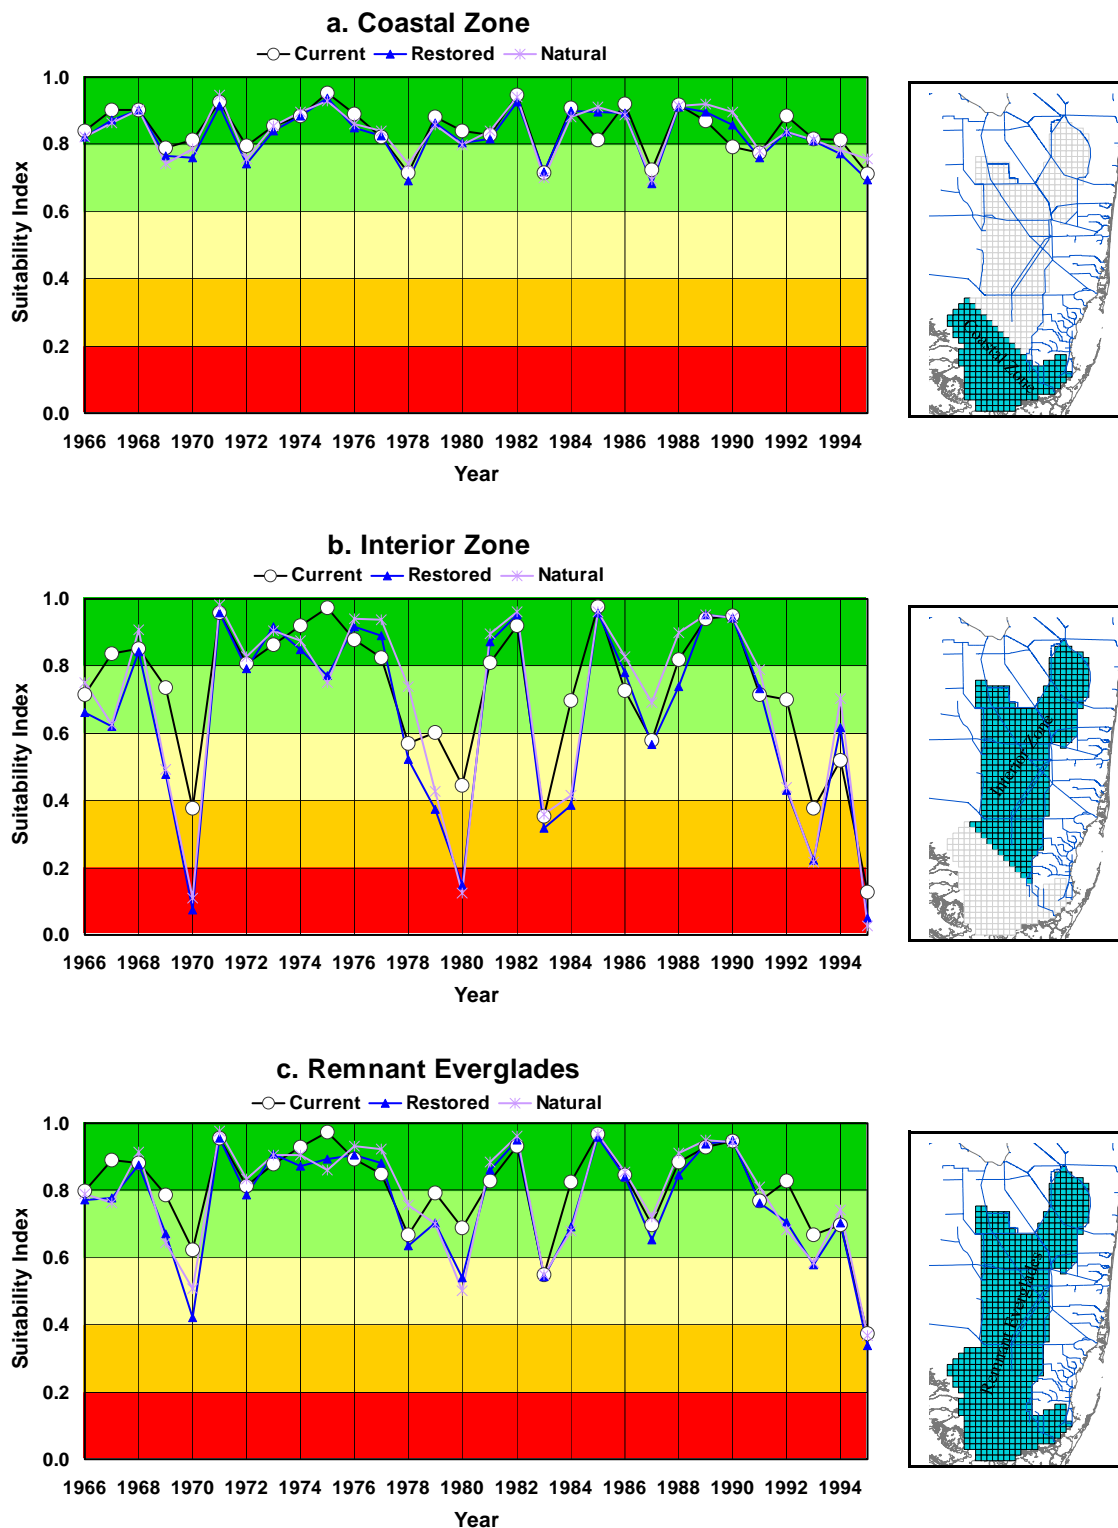 a. Coastal Zone
Current Restored Natural
1.0
0.8
0.6
0.4
0.2
0.0
Suitability Index
1966 1968 1970 1972 1974 1976 1978 1980 1982 1984 1986 1988 1990 1992 1994
Year
Coastal Zone
b. Interior Zone
Current Restored Natural
1.0
0.8
0.6
0.4
0.2
0.0
Suitability Index
1966 1968 1970 1972 1974 1976 1978 1980 1982 1984 1986 1988 1990 1992 1994
Year
Interior Zone
c. Remnant Everglades
Current Restored Natural
1.0
0.8
0.6
0.4
0.2
0.0
Suitability Index
1966 1968 1970 1972 1974 1976 1978 1980 1982 1984 1986 1988 1990 1992 1994
Year
Remnant Everglades